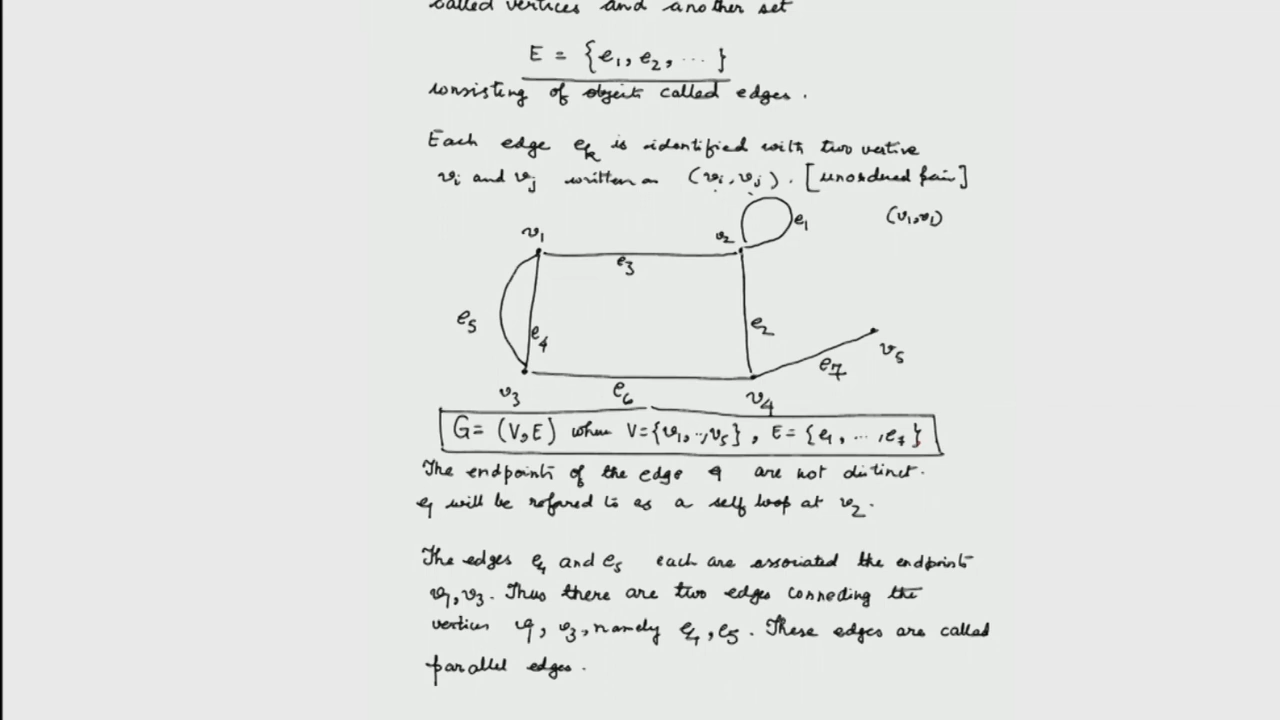 called vertices and another set
E = {e1, e2, ... }
consisting of objects called edges.
Each edge ek is identified with two vertice
vi and vj written as (vi, vj). [unordered pair]
e1 (v1, v1)
v1 v2
e3
e5 e4 e2 v5
e7
v3 e6 v4
G = (V, E) where V = {v1, .., v5}, E = {e1, ..., e7}
The endpoints of the edge e1 are not distinct.
e1 will be refered to as a self loop at v2.
The edges e4 and e5 each are associated the endpoints
v1, v3. Thus there are two edges connecting the
vertices v1, v3, namely e4, e5. These edges are called
parallel edges.